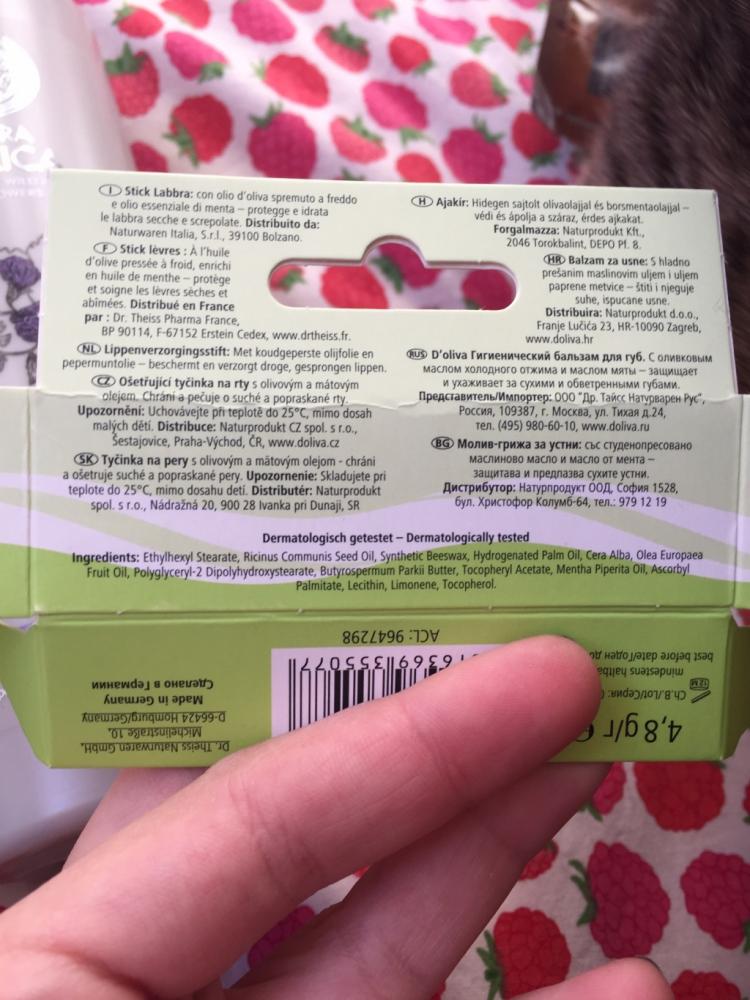 I Stick Labbra: con olio d'oliva spremuto a freddo
e olio essenziale di menta – protegge e idrata
le labbra secche e screpolate. Distribuito da:
Naturwaren Italia, S.r.l., 39100 Bolzano.
F Stick lèvres : À l'huile
d'olive pressée à froid, enrichi
en huile de menthe – protège
et soigne les lèvres sèches et
abîmées. Distribué en France
par : Dr. Theiss Pharma France,
BP 90114, F-67152 Erstein Cedex, www.drtheiss.fr.
NL Lippenverzorgingsstift: Met koudgeperste olijfolie en
pepermuntolie – beschermt en verzorgt droge, gesprongen lippen.
CZ Ošetřující tyčinka na rty s olivovým a mátovým
olejem. Chrání a pečuje o suché a popraskané rty.
Upozornění: Uchovávejte při teplotě do 25°C, mimo dosah
malých dětí. Distribuce: Naturprodukt CZ spol. s r.o.,
Šestajovice, Praha-Východ, ČR, www.doliva.cz
SK Tyčinka na pery s olivovým a mätovým olejom - chráni
a ošetruje suché a popraskané pery. Upozornenie: Skladujte pri
teplote do 25°C, mimo dosahu detí. Distribútér: Naturprodukt
spol. s r.o., Nádražná 20, 900 28 Ivanka pri Dunaji, SR
H Ajakír: Hidegen sajtolt olívaolajjal és borsmentaolajjal –
védi és ápolja a száraz, érdes ajkakat.
Forgalmazza: Naturprodukt Kft.,
2046 Torokbalint, DEPO Pf. 8.
HR Balzam za usne: S hladno
prešanim maslinovim uljem i uljem
paprene metvice – štiti i njeguje
suhe, ispucane usne.
Distribuira: Naturprodukt d.o.o.,
Franje Lučića 23, HR-10090 Zagreb,
www.doliva.hr
RUS D'oliva Гигиенический бальзам для губ. С оливковым
маслом холодного отжима и маслом мяты – защищает
и ухаживает за сухими и обветренными губами.
Представитель/Импортер: ООО "Др. Тайсс Натурварен Рус",
Россия, 109387, г. Москва, ул. Тихая д.24,
тел. (495) 980-60-10, www.doliva.ru
BG Молив-грижа за устни: със студенопресовано
маслиново масло и масло от мента –
защитава и предпазва сухите устни.
Дистрибутор: Натурпродукт ООД, София 1528,
бул. Христофор Колумб-64, тел.: 979 12 19
Dermatologisch getestet – Dermatologically tested
Ingredients: Ethylhexyl Stearate, Ricinus Communis Seed Oil, Synthetic Beeswax, Hydrogenated Palm Oil, Cera Alba, Olea Europaea
Fruit Oil, Polyglyceryl-2 Dipolyhydroxystearate, Butyrospermum Parkii Butter, Tocopheryl Acetate, Mentha Piperita Oil, Ascorbyl
Palmitate, Lecithin, Limonene, Tocopherol.
ACL: 9647298
Dr. Theiss Naturwaren GmbH,
Michelinstraße 10,
D-66424 Homburg/Germany
Made in Germany
Сделано в Германии
4,8 g/г
Ch.B./Lot/Серия:
12 M
mindestens haltbar
best before date/годен до